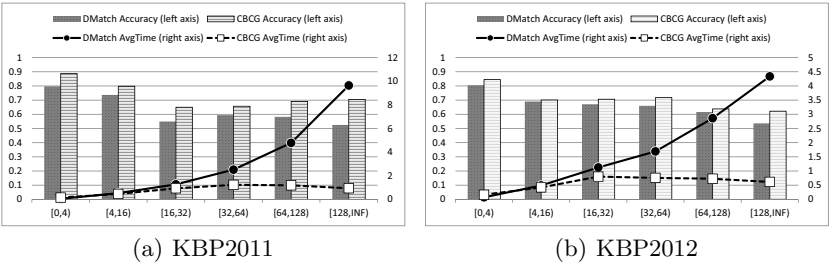 DMatch Accuracy (left axis) CBCG Accuracy (left axis)
DMatch AvgTime (right axis) CBCG AvgTime (right axis)
1 12
0.9
0.8 10
0.7 8
0.6
0.5 6
0.4
0.3 4
0.2 2
0.1
0 0
[0,4) [4,16) [16,32) [32,64) [64,128) [128,INF)
(a) KBP2011
DMatch Accuracy (left axis) CBCG Accuracy (left axis)
DMatch AvgTime (right axis) CBCG AvgTime (right axis)
1 5
0.9 4.5
0.8 4
0.7 3.5
0.6 3
0.5 2.5
0.4 2
0.3 1.5
0.2 1
0.1 0.5
0 0
[0,4) [4,16) [16,32) [32,64) [64,128) [128,INF)
(b) KBP2012